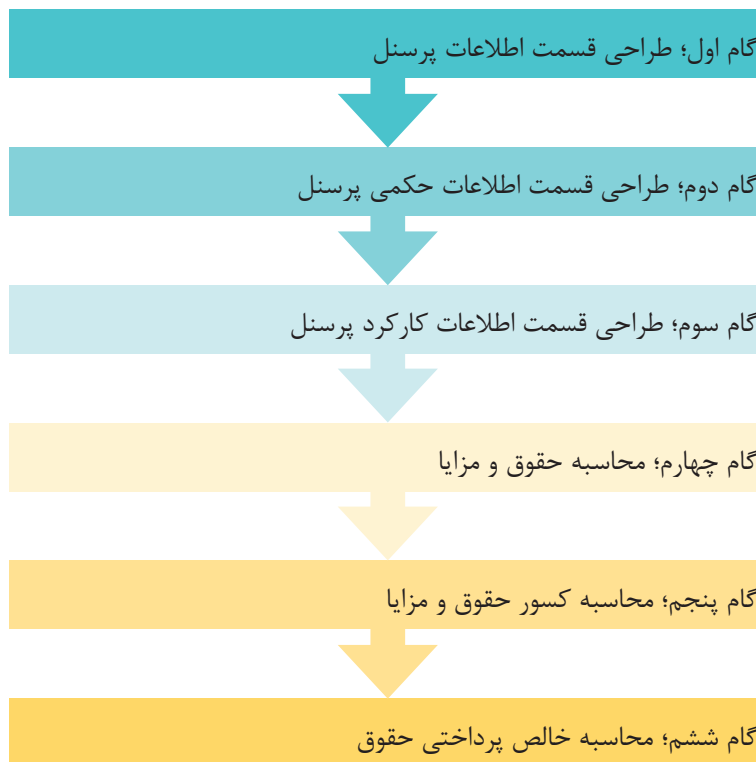 گام اول؛ طراحی قسمت اطلاعات پرسنل
گام دوم؛ طراحی قسمت اطلاعات حکمی پرسنل
گام سوم؛ طراحی قسمت اطلاعات کارکرد پرسنل
گام چهارم؛ محاسبه حقوق و مزایا
گام پنجم؛ محاسبه کسور حقوق و مزایا
گام ششم؛ محاسبه خالص پرداختی حقوق